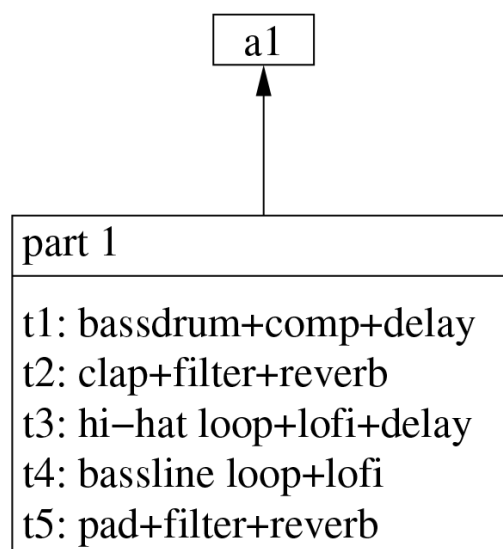 a1
part 1
t1: bassdrum+comp+delay
t2: clap+filter+reverb
t3: hi−hat loop+lofi+delay
t4: bassline loop+lofi
t5: pad+filter+reverb